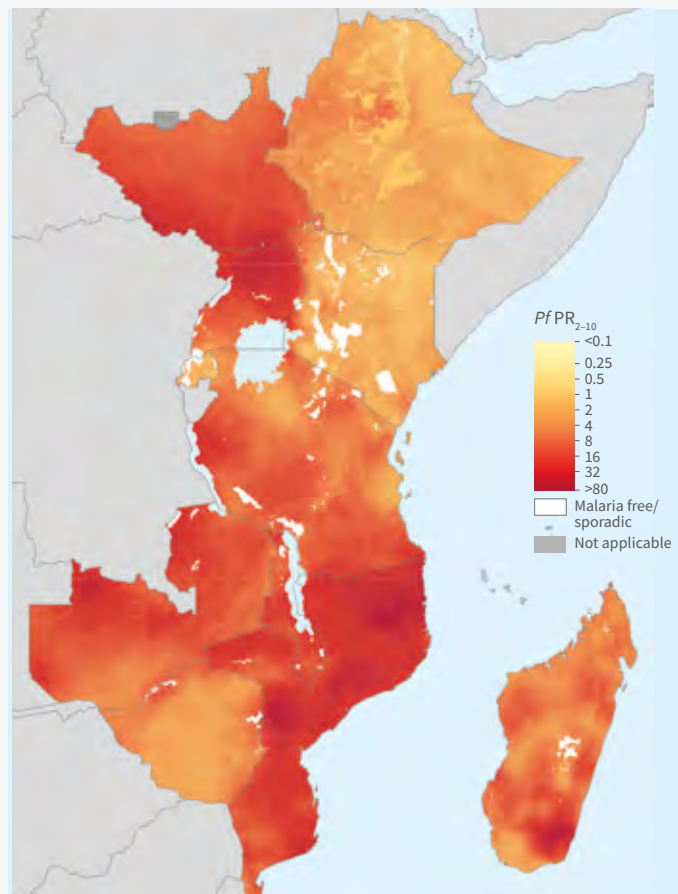 Pf PR2–10
<0.1
0.25
0.5
1
2
4
8
16
32
>80
Malaria free/
sporadic
Not applicable